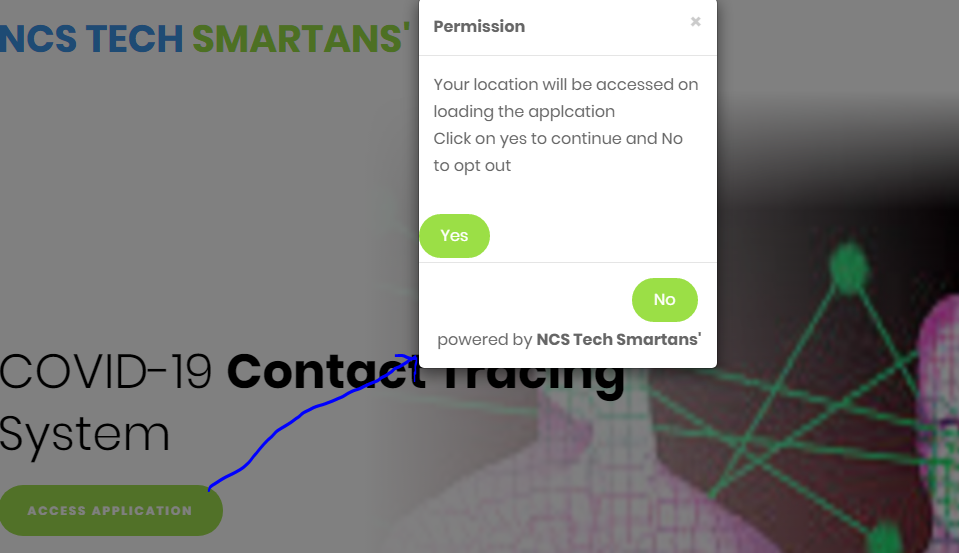 NCS TECH SMARTANS'
Permission
×
Your location will be accessed on
loading the applcation
Click on yes to continue and No
to opt out
Yes
No
powered by NCS Tech Smartans'
COVID-19 Contact Tracing
System
ACCESS APPLICATION